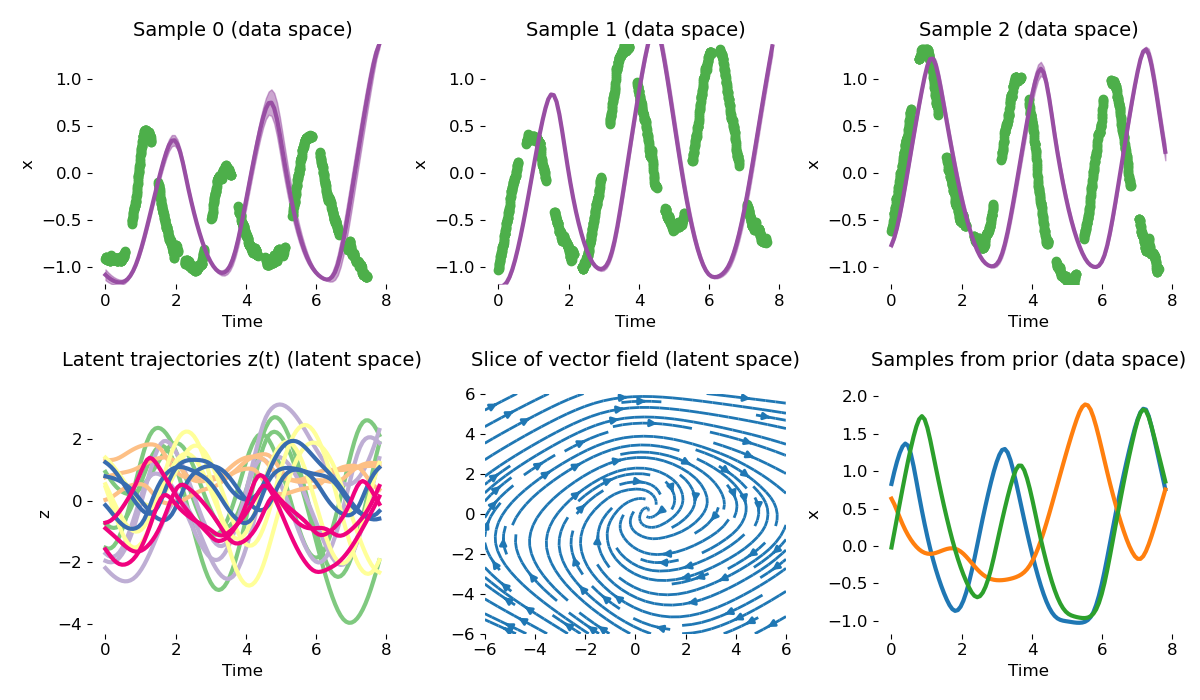 Sample 0 (data space)
Sample 1 (data space)
Sample 2 (data space)
x
1.0
0.5
0.0
−0.5
−1.0
0 2 4 6 8
Time
x
1.0
0.5
0.0
−0.5
−1.0
0 2 4 6 8
Time
x
1.0
0.5
0.0
−0.5
−1.0
0 2 4 6 8
Time
Latent trajectories z(t) (latent space)
Slice of vector field (latent space)
Samples from prior (data space)
z
2
0
−2
−4
0 2 4 6 8
Time
6
4
2
0
−2
−4
−6
−6 −4 −2 0 2 4 6
x
2.0
1.5
1.0
0.5
0.0
−0.5
−1.0
0 2 4 6 8
Time